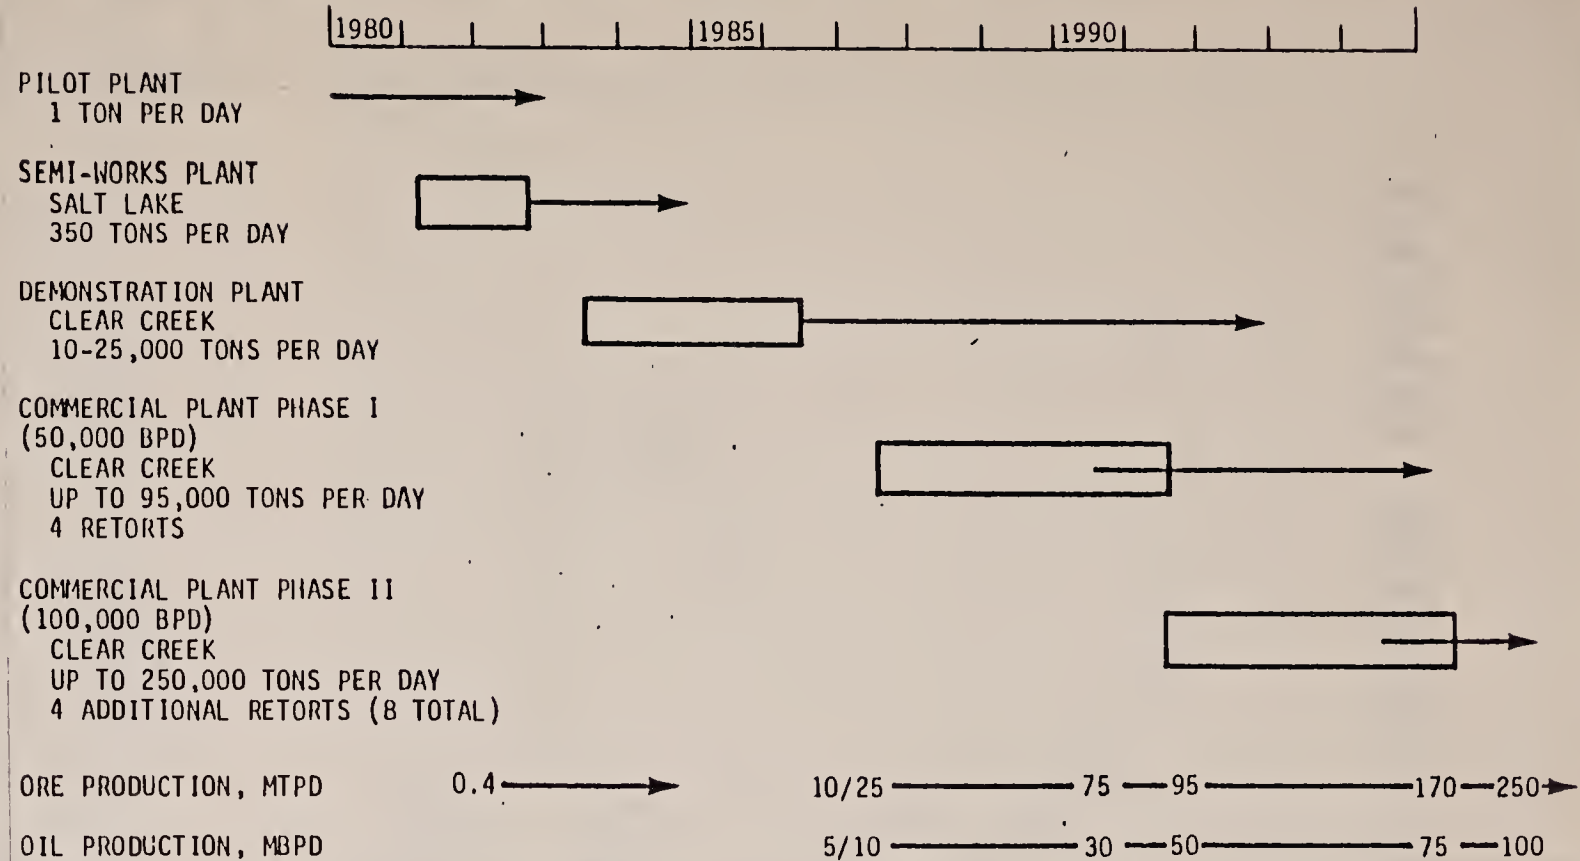 1980 1985 1990
PILOT PLANT
1 TON PER DAY
SEMI-WORKS PLANT
SALT LAKE
350 TONS PER DAY
DEMONSTRATION PLANT
CLEAR CREEK
10-25,000 TONS PER DAY
COMMERCIAL PLANT PHASE I
(50,000 BPD)
CLEAR CREEK
UP TO 95,000 TONS PER DAY
4 RETORTS
COMMERCIAL PLANT PHASE II
(100,000 BPD)
CLEAR CREEK
UP TO 250,000 TONS PER DAY
4 ADDITIONAL RETORTS (8 TOTAL)
ORE PRODUCTION, MTPD 0.4 10/25 75 95 170 250
OIL PRODUCTION, MBPD 5/10 30 50 75 100